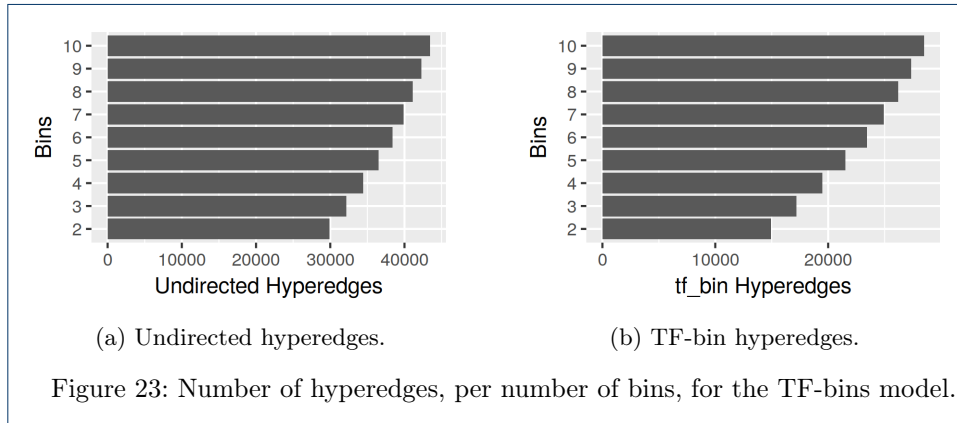 10
9
8
7
6
5
4
3
2
Bins
0 10000 20000 30000 40000
Undirected Hyperedges
(a) Undirected hyperedges.
10
9
8
7
6
5
4
3
2
Bins
0 10000 20000
tf_bin Hyperedges
(b) TF-bin hyperedges.
Figure 23: Number of hyperedges, per number of bins, for the TF-bins model.